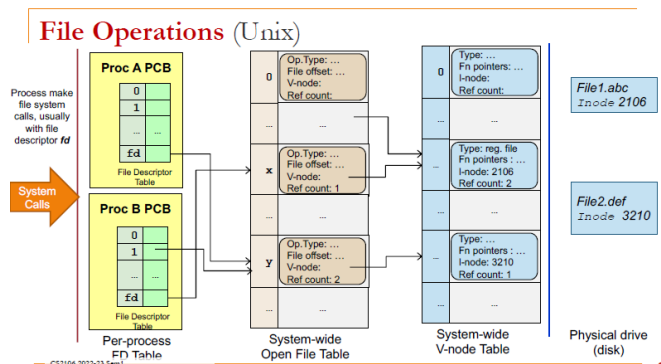 File Operations (Unix)
Process make
file system
calls, usually
with file
descriptor fd
System
Calls
Proc A PCB
0
1
...
...
fd
File Descriptor
Table
Proc B PCB
0
1
...
...
fd
File Descriptor
Table
Per-process
FD Table
0
Op.Type: ...
File offset: ...
V-node:
Ref count:
...
...
x
Op.Type: ...
File offset: ...
V-node:
Ref count: 1
...
y
Op.Type: ...
File offset: ...
V-node:
Ref count: 2
...
System-wide
Open File Table
0
Type: ...
Fn pointers: ...
I-node:
Ref count:
...
...
...
Type: reg. file
Fn pointers : ...
I-node: 2106
Ref count: 2
...
...
Type: ...
Fn pointers : ...
I-node: 3210
Ref count: 1
...
System-wide
V-node Table
File1.abc
Inode 2106
File2.def
Inode 3210
Physical drive
(disk)